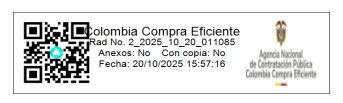 Colombia Compra Eficiente
Rad No. 2_2025_10_20_011085
Anexos: No Con copia: No
Fecha: 20/10/2025 15:57:16
Agencia Nacional
de Contratación Pública
Colombia Compra Eficiente